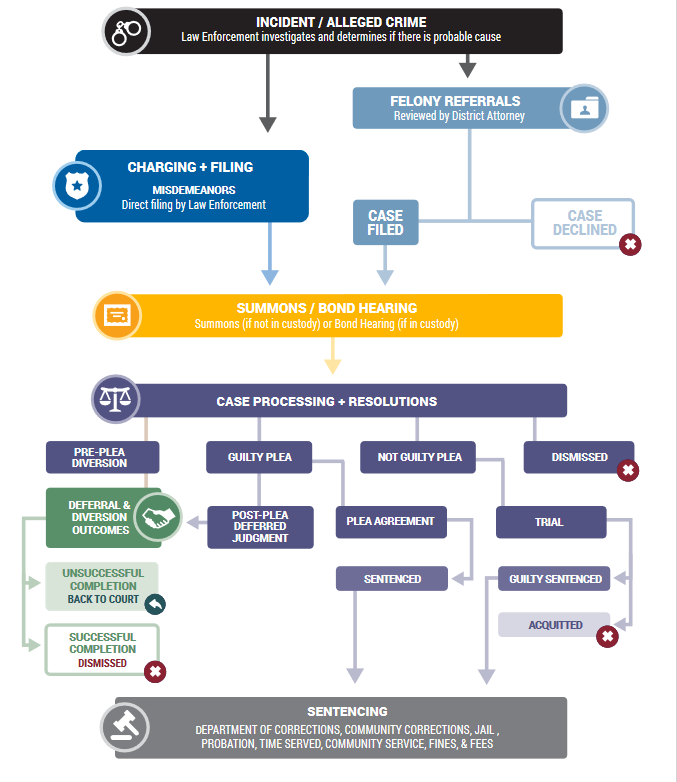 INCIDENT / ALLEGED CRIME
Law Enforcement investigates and determines if there is probable cause
FELONY REFERRALS
Reviewed by District Attorney
CHARGING + FILING
MISDEMEANORS
Direct filing by Law Enforcement
CASE
FILED
CASE
DECLINED
SUMMONS / BOND HEARING
Summons (if not in custody) or Bond Hearing (if in custody)
CASE PROCESSING + RESOLUTIONS
PRE-PLEA
DIVERSION
GUILTY PLEA
NOT GUILTY PLEA
DISMISSED
DEFERRAL &
DIVERSION
OUTCOMES
POST-PLEA
DEFERRED
JUDGMENT
PLEA AGREEMENT
TRIAL
UNSUCCESSFUL
COMPLETION
BACK TO COURT
SENTENCED
GUILTY SENTENCED
ACQUITTED
SUCCESSFUL
COMPLETION
DISMISSED
SENTENCING
DEPARTMENT OF CORRECTIONS, COMMUNITY CORRECTIONS, JAIL ,
PROBATION, TIME SERVED, COMMUNITY SERVICE, FINES, & FEES